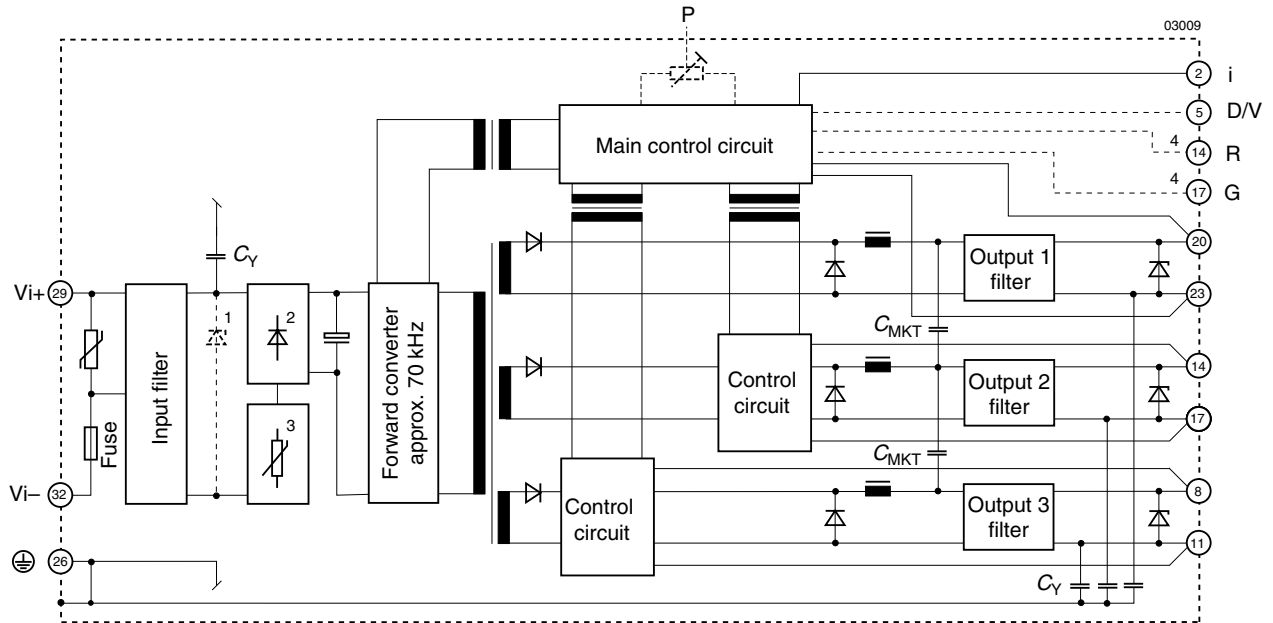 P
03009
2 i
5 D/V
Main control circuit
4 14 R
4 17 G
20
CY
Output 1
filter
Vi+ 29
1
2
23
CMKT
Input filter
Forward converter
approx. 70 kHz
Control
circuit
Output 2
filter
14
3
Fuse
17
CMKT
Vi– 32
Control
circuit
Output 3
filter
8
11
26
CY